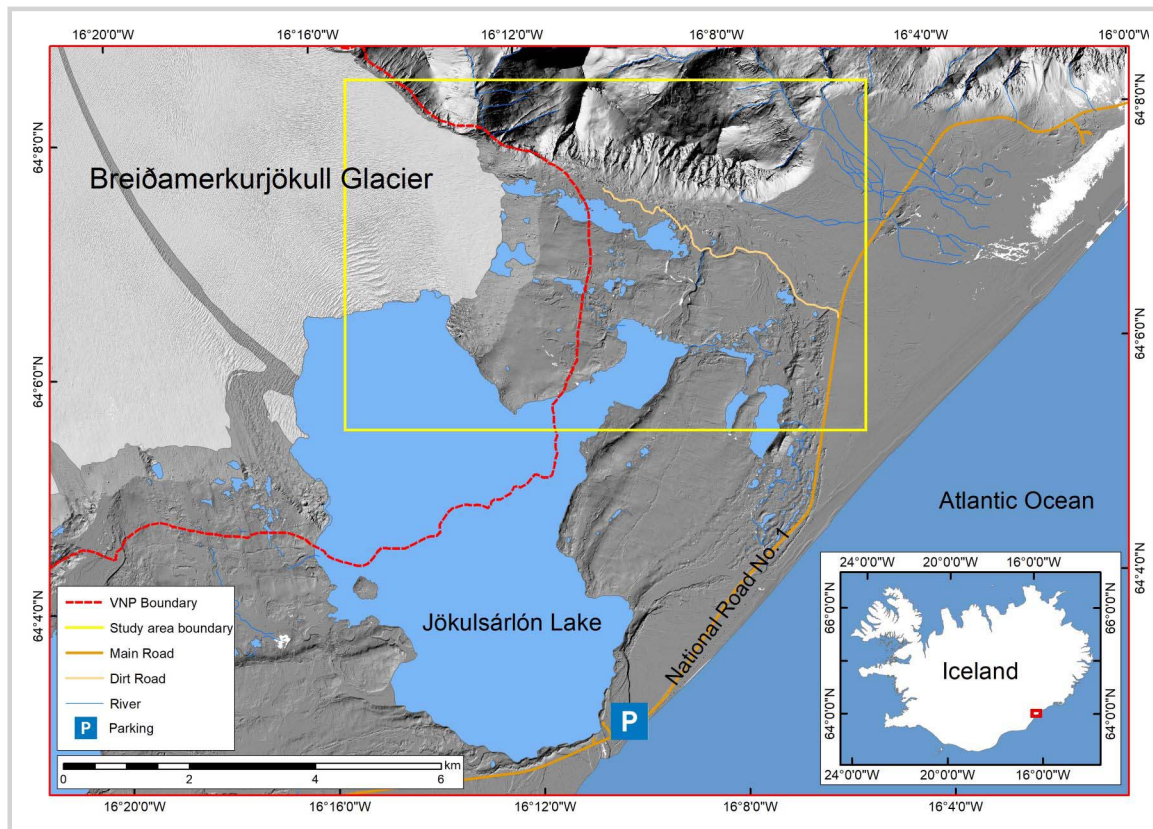 16°20'0"W 16°16'0"W 16°12'0"W 16°8'0"W 16°4'0"W 16°0'0"W
64°8'0"N
64°8'0"N
Breiðamerkurjökull Glacier
64°6'0"N
64°6'0"N
Atlantic Ocean
National Road No. 1
64°4'0"N
64°4'0"N
Jökulsárlón Lake
P
VNP Boundary
Study area boundary
Main Road
Dirt Road
River
P Parking
km
0 2 4 6
24°0'0"W 20°0'0"W 16°0'0"W
66°0'0"N
66°0'0"N
Iceland
64°0'0"N
64°0'0"N
24°0'0"W 20°0'0"W 16°0'0"W
16°20'0"W 16°16'0"W 16°12'0"W 16°8'0"W 16°4'0"W